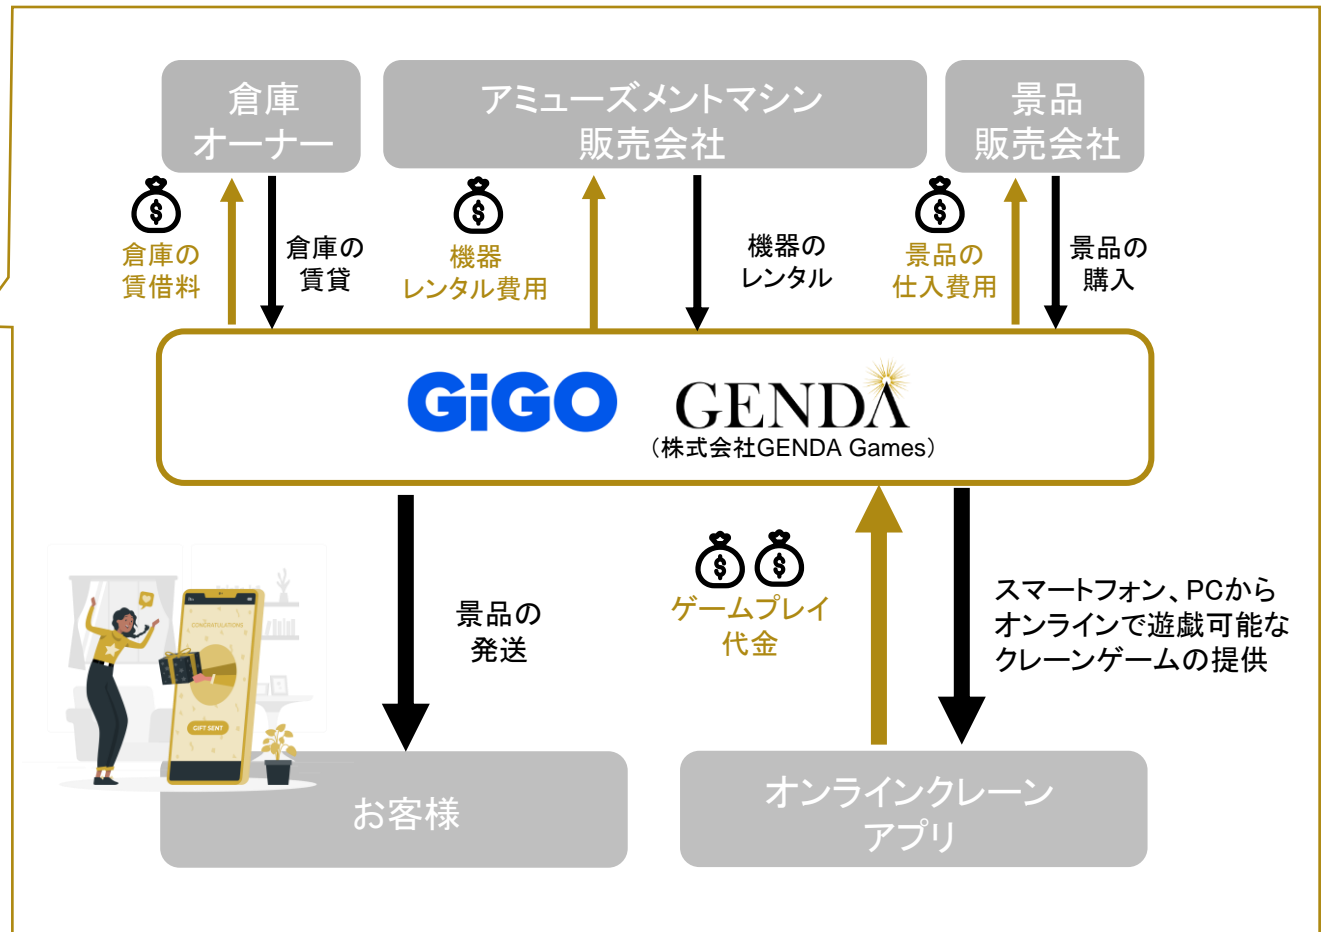 倉庫
オーナー
アミューズメントマシン
販売会社
景品
販売会社
倉庫の
賃借料
倉庫の
賃貸
機器
レンタル費用
機器の
レンタル
景品の
仕入費用
景品の
購入
GiGO
GENDA
（株式会社GENDA Games）
景品の
発送
ゲームプレイ
代金
スマートフォン、PCから
オンラインで遊戯可能な
クレーンゲームの提供
CONGRATULATIONS
GIFT SENT
お客様
オンラインクレーン
アプリ